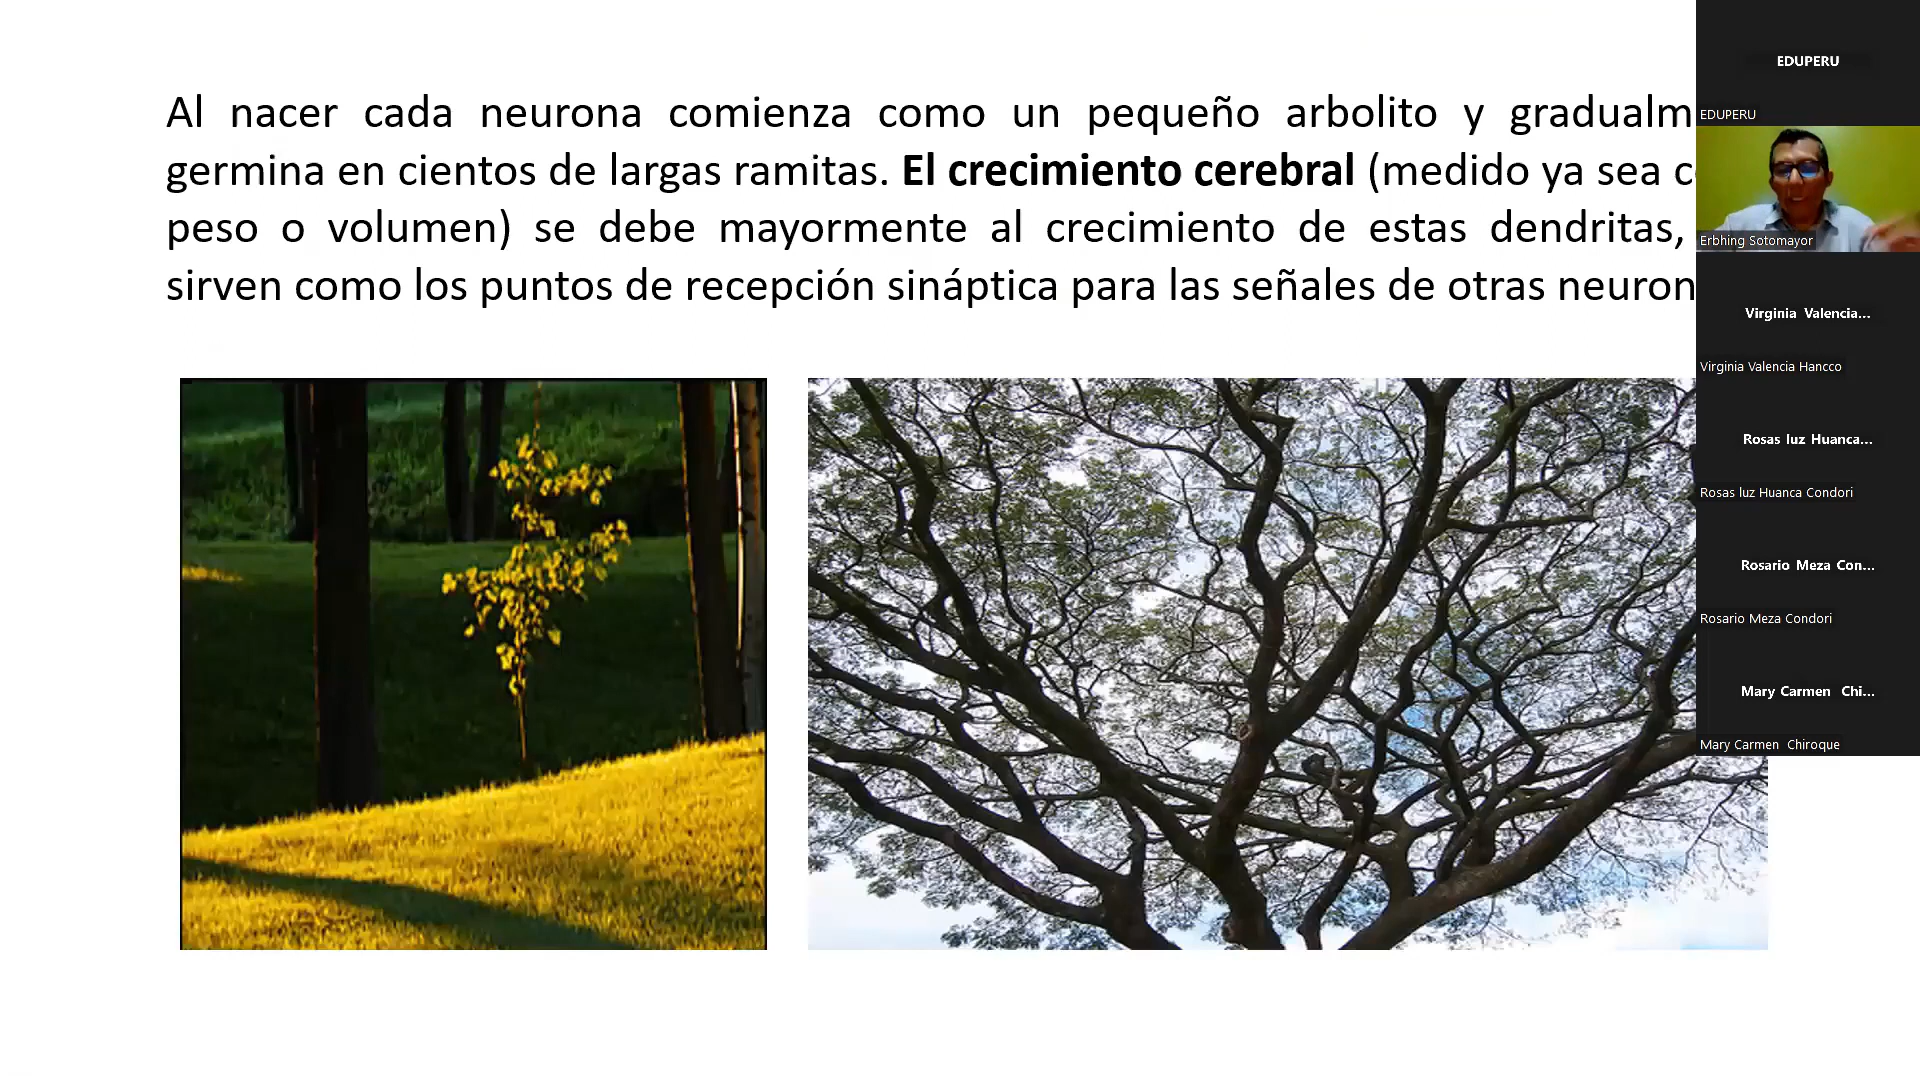 Al nacer cada neurona comienza como un pequeño arbolito y gradualm
germina en cientos de largas ramitas. El crecimiento cerebral (medido ya sea c
peso o volumen) se debe mayormente al crecimiento de estas dendritas,
sirven como los puntos de recepción sináptica para las señales de otras neuron
EDUPERU
EDUPERU
Erbhing Sotomayor
Virginia Valencia...
Virginia Valencia Hancco
Rosas luz Huanca...
Rosas luz Huanca Condori
Rosario Meza Con...
Rosario Meza Condori
Mary Carmen Chi...
Mary Carmen Chiroque